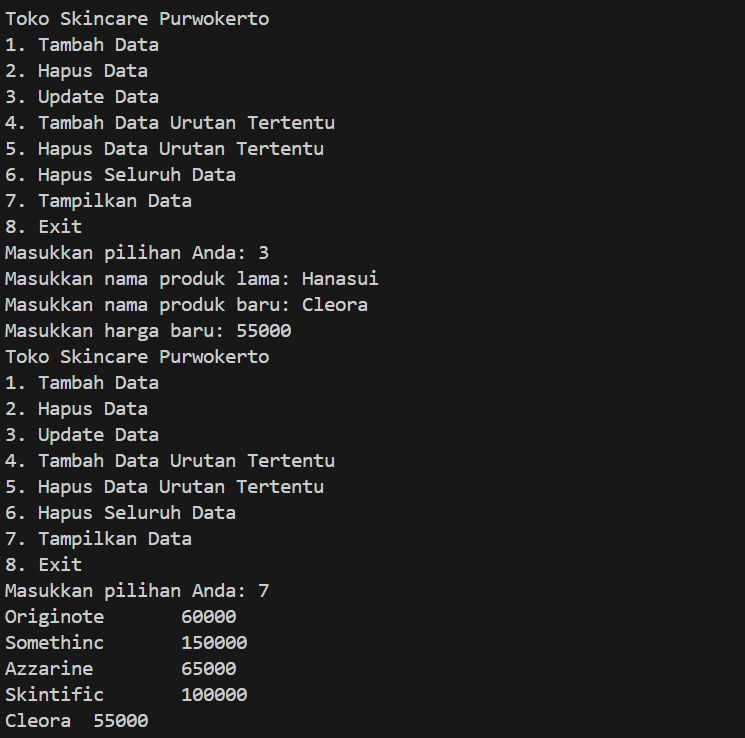 Toko Skincare Purwokerto
1. Tambah Data
2. Hapus Data
3. Update Data
4. Tambah Data Urutan Tertentu
5. Hapus Data Urutan Tertentu
6. Hapus Seluruh Data
7. Tampilkan Data
8. Exit
Masukkan pilihan Anda: 3
Masukkan nama produk lama: Hanasui
Masukkan nama produk baru: Cleora
Masukkan harga baru: 55000
Toko Skincare Purwokerto
1. Tambah Data
2. Hapus Data
3. Update Data
4. Tambah Data Urutan Tertentu
5. Hapus Data Urutan Tertentu
6. Hapus Seluruh Data
7. Tampilkan Data
8. Exit
Masukkan pilihan Anda: 7
Originote       60000
Somethinc       150000
Azzarine        65000
Skintific       100000
Cleora  55000